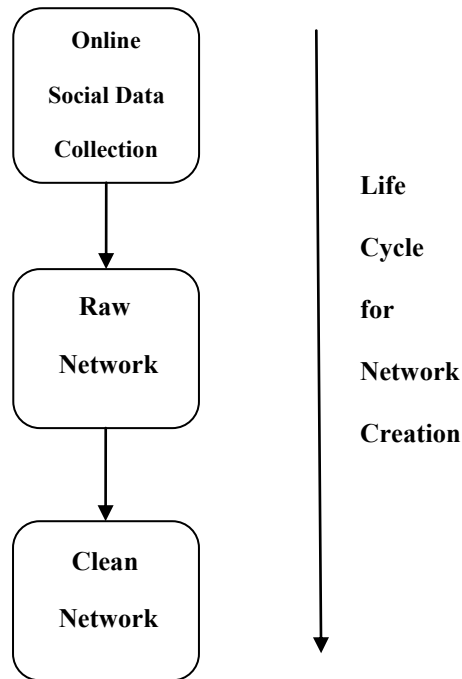 Online
Social Data
Collection
Raw
Network
Clean
Network
Life
Cycle
for
Network
Creation